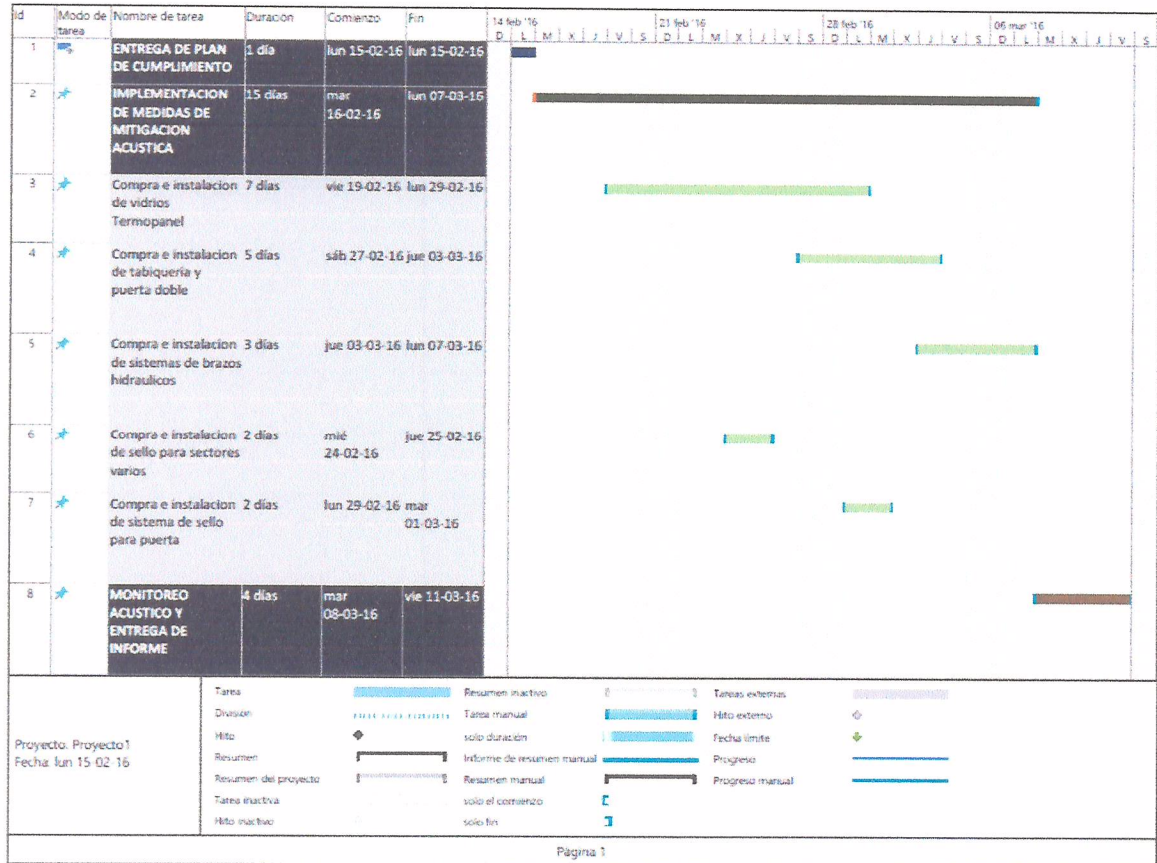 Id Modo de tarea Nombre de tarea Duración Comienzo Fin
14 feb '16 21 feb '16 28 feb '16 06 mar '16
D L M X J V S D L M X J V S D L M X J V S D L M X J V S
1 ENTREGA DE PLAN 1 día lun 15-02-16 lun 15-02-16
DE CUMPLIMIENTO
2 IMPLEMENTACION 15 días mar lun 07-03-16
DE MEDIDAS DE 16-02-16
MITIGACION
ACUSTICA
3 Compra e instalacion 7 días vie 19-02-16 lun 29-02-16
de vidrios
Termopanel
4 Compra e instalacion 5 días sáb 27-02-16 jue 03-03-16
de tabiqueria y
puerta doble
5 Compra e instalacion 3 días jue 03-03-16 lun 07-03-16
de sistemas de brazos
hidraulicos
6 Compra e instalacion 2 días mié jue 25-02-16
de sello para sectores 24-02-16
varios
7 Compra e instalacion 2 días lun 29-02-16 mar
de sistema de sello 01-03-16
para puerta
8 MONITOREO 4 días mar vie 11-03-16
ACUSTICO Y 08-03-16
ENTREGA DE
INFORME
Proyecto: Proyecto1
Fecha: lun 15-02-16
Tarea Resumen inactivo Tareas externas
División Tarea manual Hito externo
Hito solo duración Fecha límite
Resumen Informe de resumen manual Progreso
Resumen del proyecto Resumen manual Progreso manual
Tarea inactiva solo el comienzo
Hito inactivo solo fin
Página 1